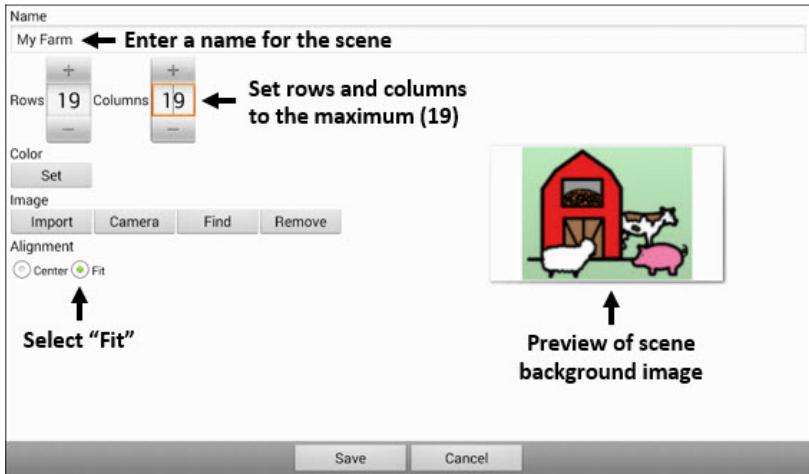 Name
My Farm
Enter a name for the scene
+ +
Rows 19 Columns 19
Set rows and columns
to the maximum (19)
− −
Color
Set
Image
Import Camera Find Remove
Alignment
Center Fit
Select “Fit”
Preview of scene
background image
Save Cancel